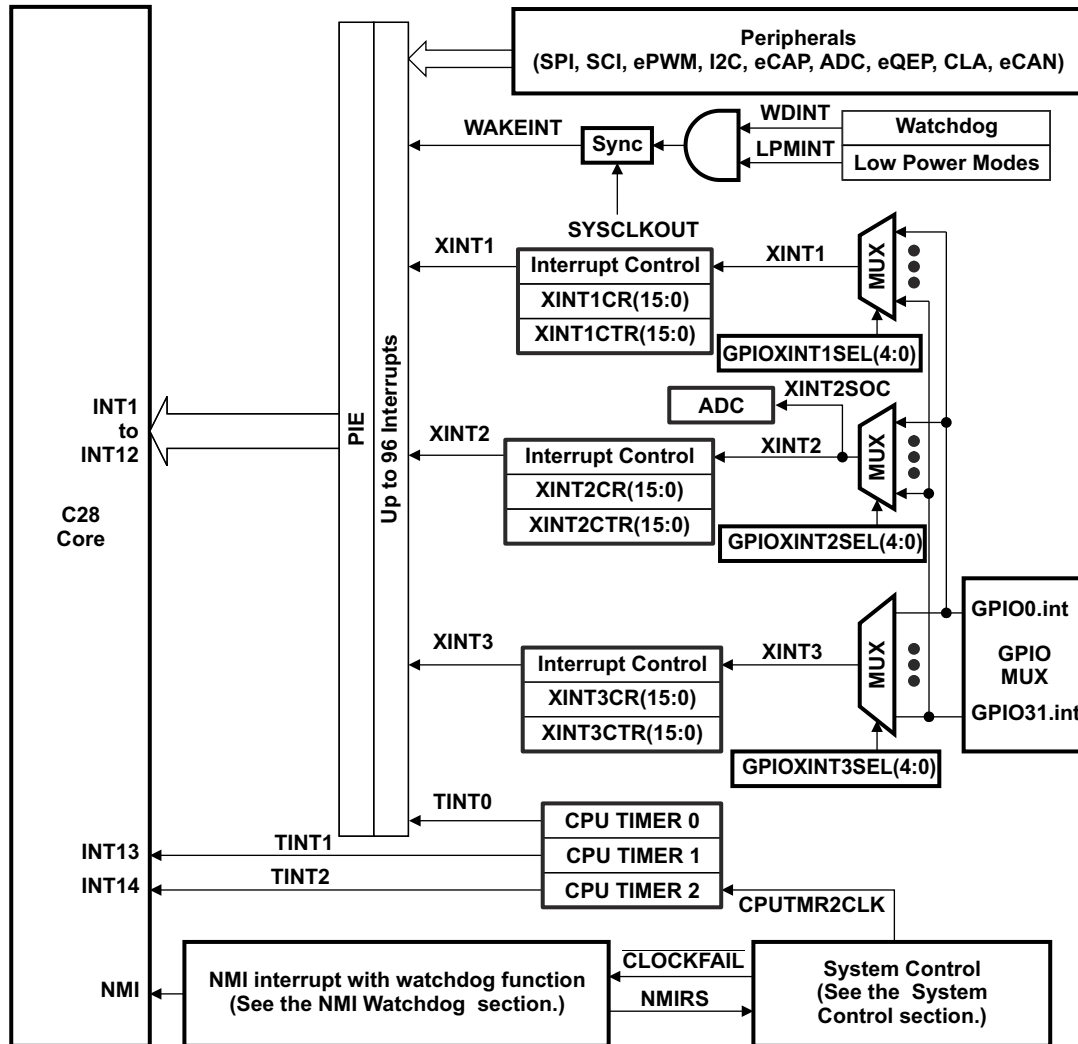 Peripherals
(SPI, SCI, ePWM, I2C, eCAP, ADC, eQEP, CLA, eCAN)
WDINT
Watchdog
WAKEINT
Sync
LPMINT
Low Power Modes
SYSCLKOUT
XINT1
Interrupt Control
XINT1
MUX
XINT1CR(15:0)
XINT1CTR(15:0)
GPIOXINT1SEL(4:0)
XINT2SOC
ADC
INT1
to
INT12
PIE
Up to 96 Interrupts
XINT2
Interrupt Control
XINT2
MUX
XINT2CR(15:0)
XINT2CTR(15:0)
GPIOXINT2SEL(4:0)
C28
Core
GPIO0.int
GPIO
MUX
GPIO31.int
XINT3
Interrupt Control
XINT3
MUX
XINT3CR(15:0)
XINT3CTR(15:0)
GPIOXINT3SEL(4:0)
TINT0
CPU TIMER 0
INT13
TINT1
CPU TIMER 1
INT14
TINT2
CPU TIMER 2
CPUTMR2CLK
NMI
NMI interrupt with watchdog function
(See the NMI Watchdog section.)
CLOCKFAIL
NMIRS
System Control
(See the System
Control section.)